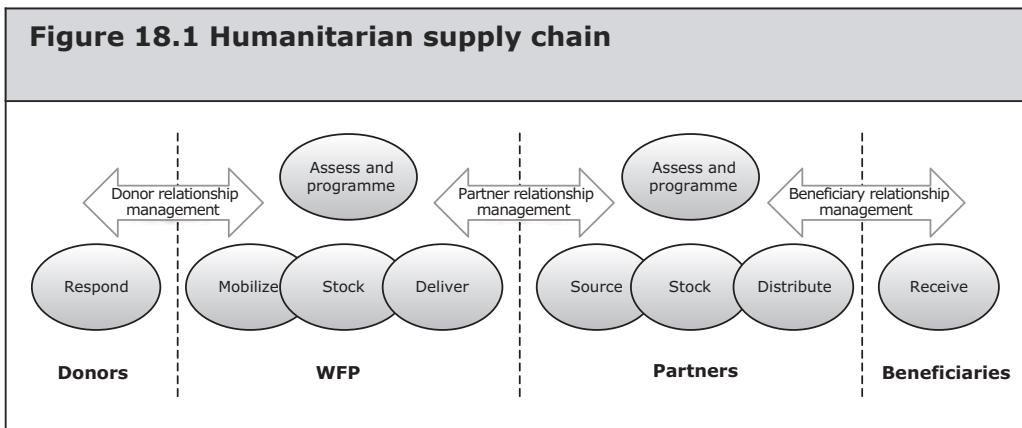 Figure 18.1 Humanitarian supply chain
Assess and
programme
Assess and
programme
Donor relationship
management
Partner relationship
management
Beneficiary relationship
management
Respond
Mobilize
Stock
Deliver
Source
Stock
Distribute
Receive
Donors
WFP
Partners
Beneficiaries